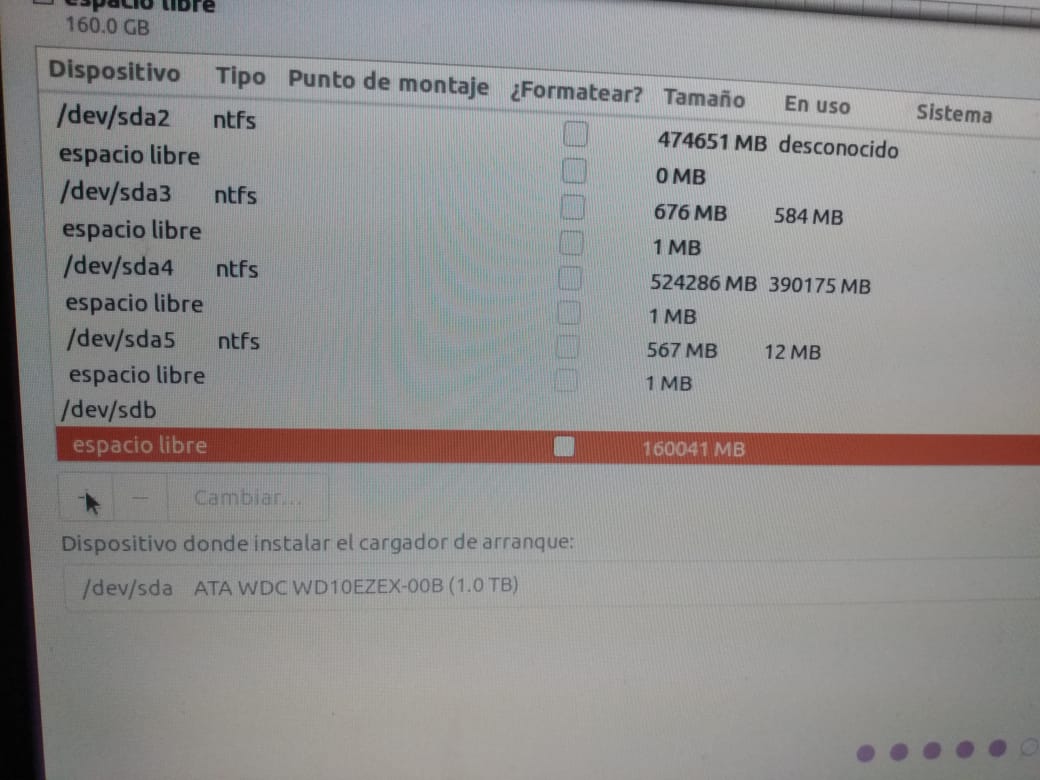 espacio libre
160.0 GB
Dispositivo Tipo Punto de montaje ¿Formatear? Tamaño En uso Sistema
/dev/sda2 ntfs 474651 MB desconocido
espacio libre 0 MB
/dev/sda3 ntfs 676 MB 584 MB
espacio libre 1 MB
/dev/sda4 ntfs 524286 MB 390175 MB
espacio libre 1 MB
/dev/sda5 ntfs 567 MB 12 MB
espacio libre 1 MB
/dev/sdb
espacio libre 160041 MB
Cambiar...
Dispositivo donde instalar el cargador de arranque:
/dev/sda ATA WDC WD10EZEX-00B (1.0 TB)